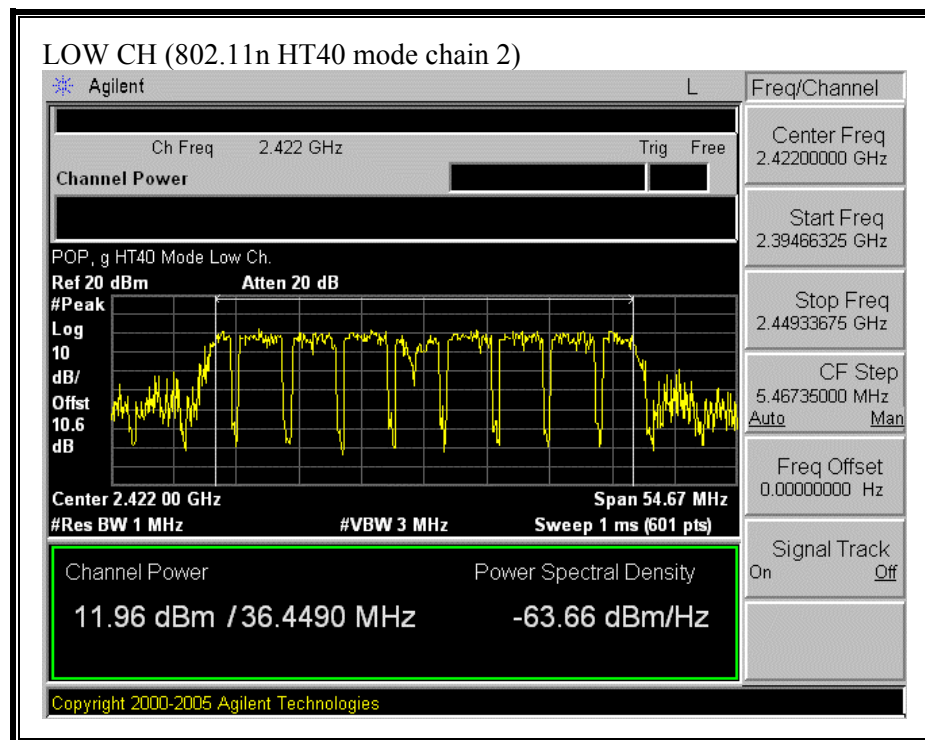 LOW CH (802.11n HT40 mode chain 2)
Agilent L Freq/Channel
Ch Freq 2.422 GHz Trig Free
Channel Power
Center Freq
2.42200000 GHz
Start Freq
2.39466325 GHz
POP, g HT40 Mode Low Ch.
Ref 20 dBm Atten 20 dB
#Peak
Log
10
dB/
Offst
10.6
dB
Stop Freq
2.44933675 GHz
CF Step
5.46735000 MHz
Auto Man
Freq Offset
0.00000000 Hz
Center 2.422 00 GHz Span 54.67 MHz
#Res BW 1 MHz #VBW 3 MHz Sweep 1 ms (601 pts)
Signal Track
On Off
Channel Power Power Spectral Density
11.96 dBm / 36.4490 MHz -63.66 dBm/Hz
Copyright 2000-2005 Agilent Technologies